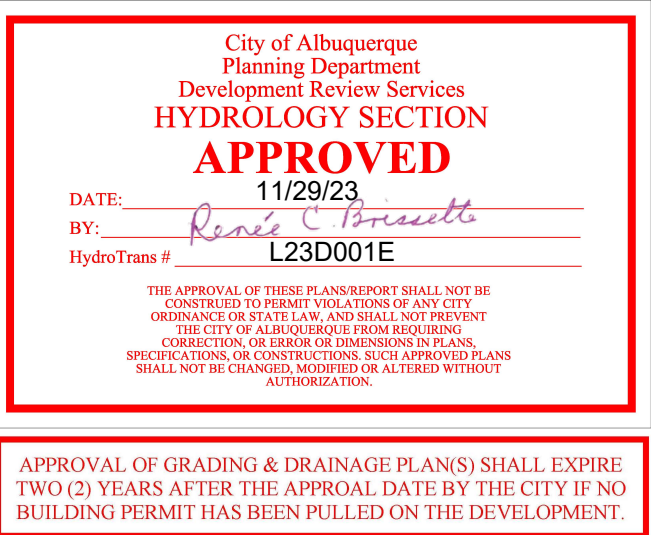 City of Albuquerque
Planning Department
Development Review Services
HYDROLOGY SECTION
APPROVED
DATE: 11/29/23
BY: Renée C. Brissette
HydroTrans # L23D001E
THE APPROVAL OF THESE PLANS/REPORT SHALL NOT BE
CONSTRUED TO PERMIT VIOLATIONS OF ANY CITY
ORDINANCE OR STATE LAW, AND SHALL NOT PREVENT
THE CITY OF ALBUQUERQUE FROM REQUIRING
CORRECTION, OR ERROR OR DIMENSIONS IN PLANS,
SPECIFICATIONS, OR CONSTRUCTIONS. SUCH APPROVED PLANS
SHALL NOT BE CHANGED, MODIFIED OR ALTERED WITHOUT
AUTHORIZATION.
APPROVAL OF GRADING & DRAINAGE PLAN(S) SHALL EXPIRE
TWO (2) YEARS AFTER THE APPROAL DATE BY THE CITY IF NO
BUILDING PERMIT HAS BEEN PULLED ON THE DEVELOPMENT.